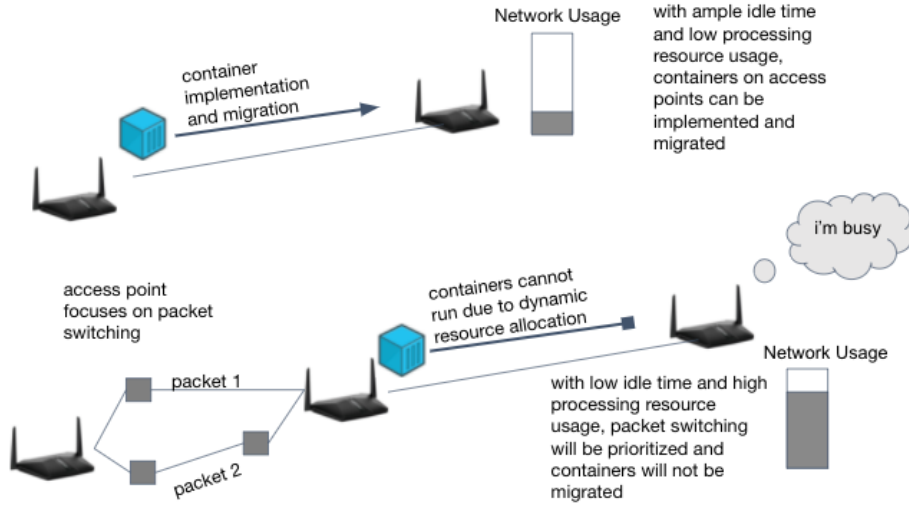 Network Usage
with ample idle time
and low processing
resource usage,
containers on access
points can be
implemented and
migrated
container
implementation
and migration
i'm busy
access point
focuses on packet
switching
containers cannot
run due to dynamic
resource allocation
Network Usage
packet 1
packet 2
with low idle time and high
processing resource
usage, packet switching
will be prioritized and
containers will not be
migrated